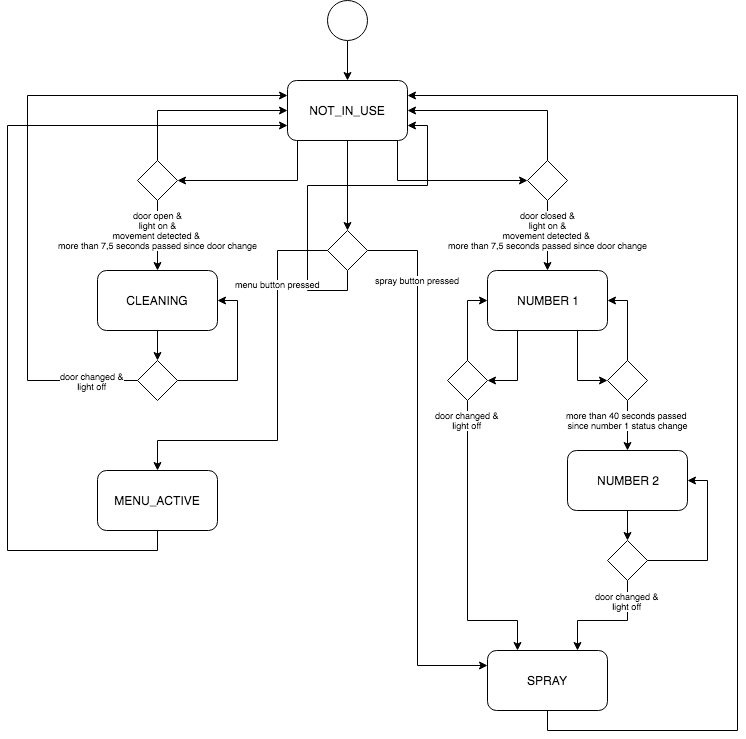 NOT_IN_USE
door open &
light on &
movement detected &
more than 7,5 seconds passed since door change
door closed &
light on &
movement detected &
more than 7,5 seconds passed since door change
menu button pressed
spray button pressed
CLEANING
NUMBER 1
door changed &
light off
door changed &
light off
more than 40 seconds passed
since number 1 status change
MENU_ACTIVE
NUMBER 2
door changed &
light off
SPRAY